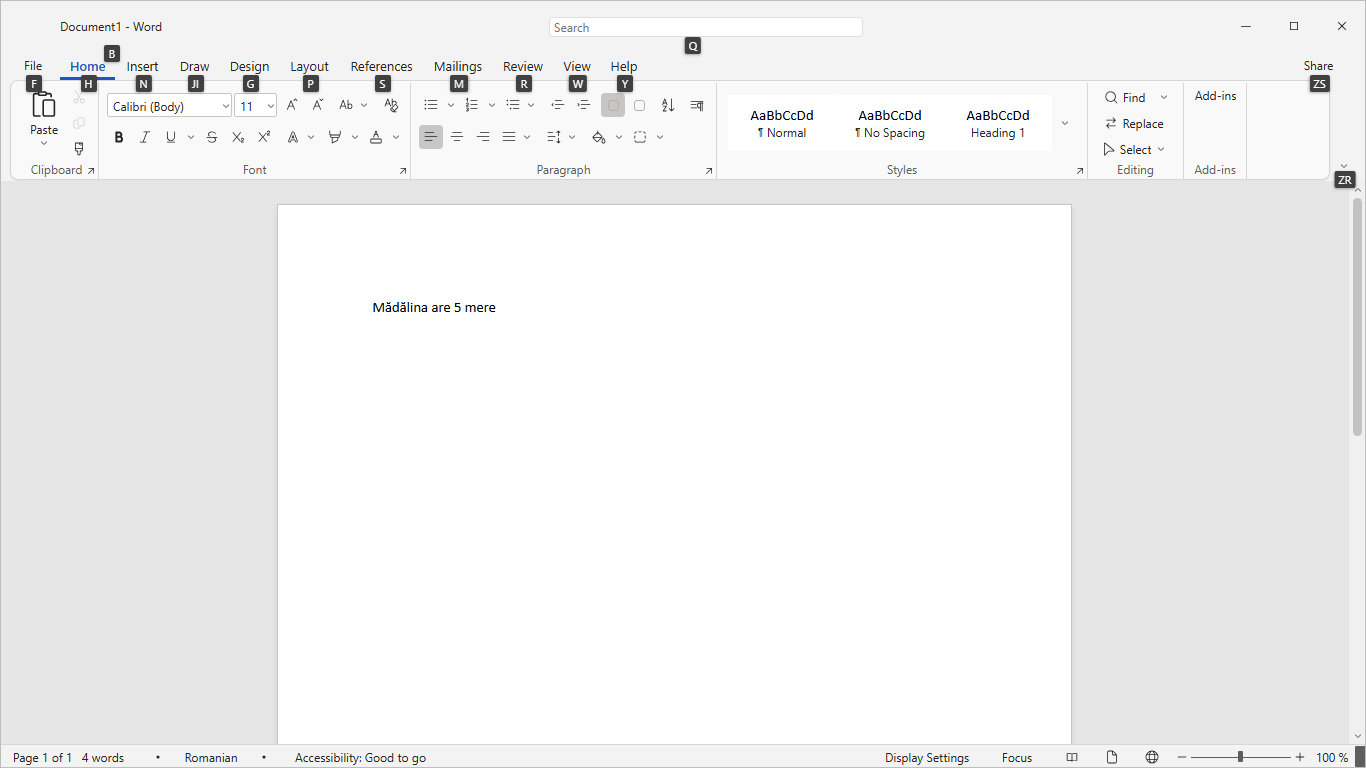 Document1 - Word
Search
B
Q
File Home Insert Draw Design Layout References Mailings Review View Help Share
F H N JI G P S M R W Y ZS
Paste
Calibri (Body) 11
AaBbCcDd AaBbCcDd AaBbCcDd
¶ Normal ¶ No Spacing Heading 1
Find
Replace
Select
Add-ins
Clipboard Font Paragraph Styles Editing Add-ins
ZR
Mădălina are 5 mere
Page 1 of 1 4 words Romanian Accessibility: Good to go Display Settings Focus 100 %